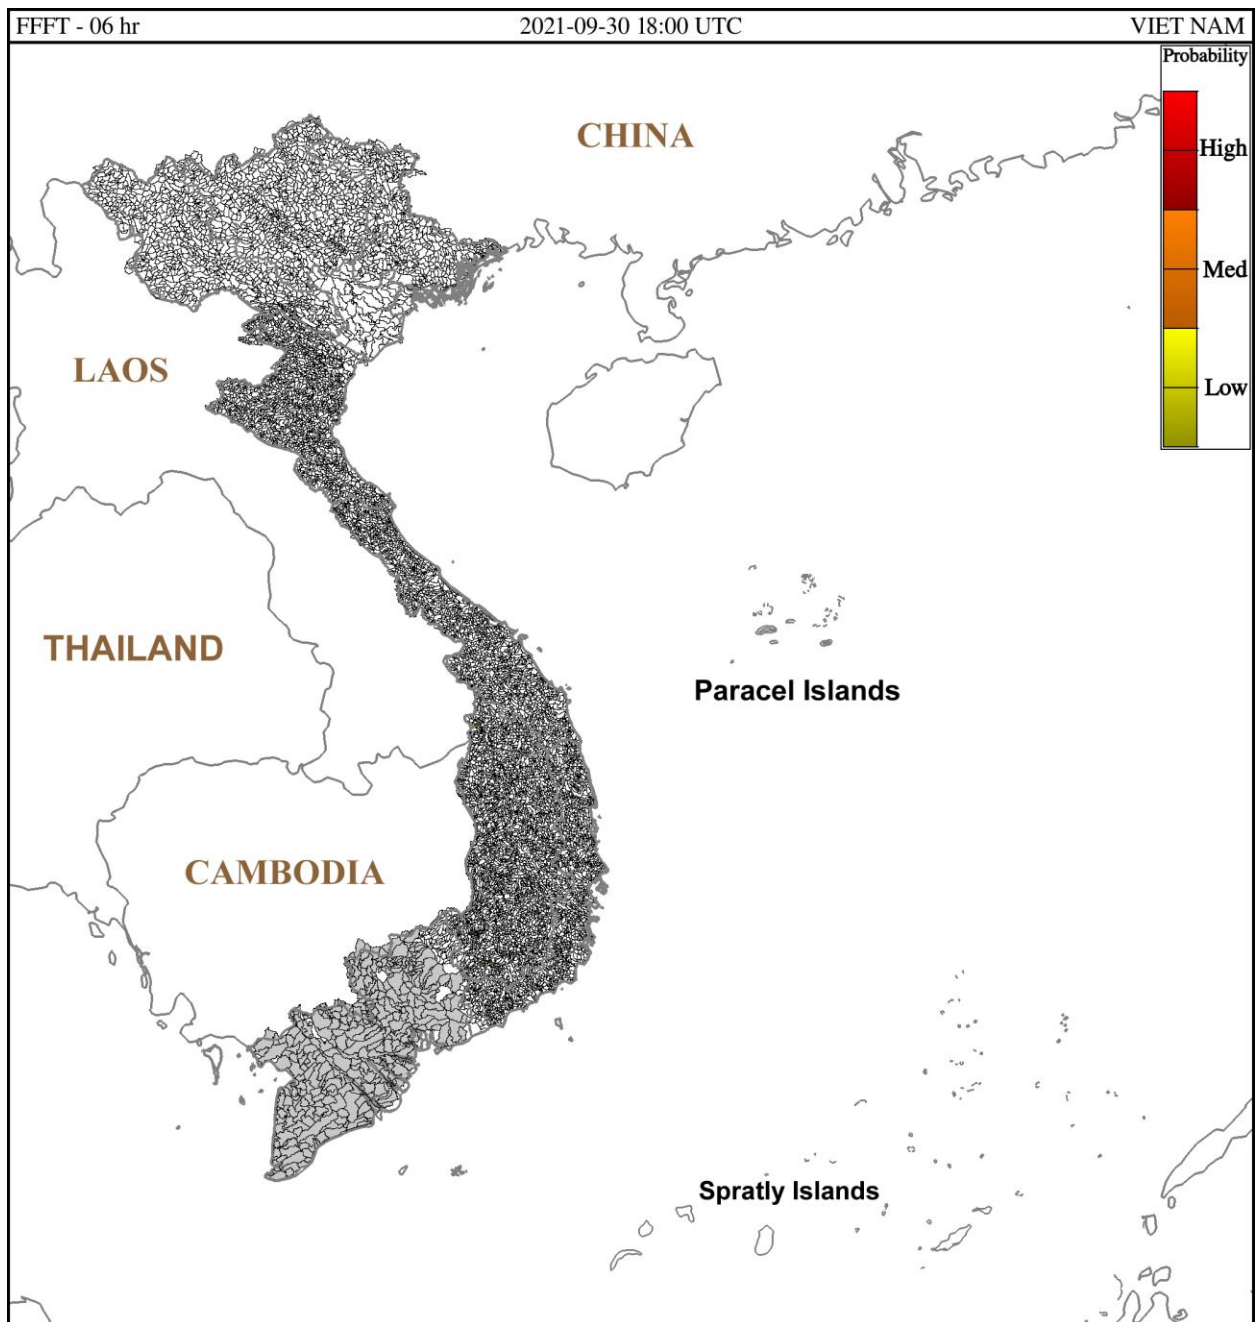 FFFT - 06 hr
2021-09-30 18:00 UTC
VIET NAM
Probability
CHINA
High
Med
LAOS
Low
THAILAND
Paracel Islands
CAMBODIA
Spratly Islands